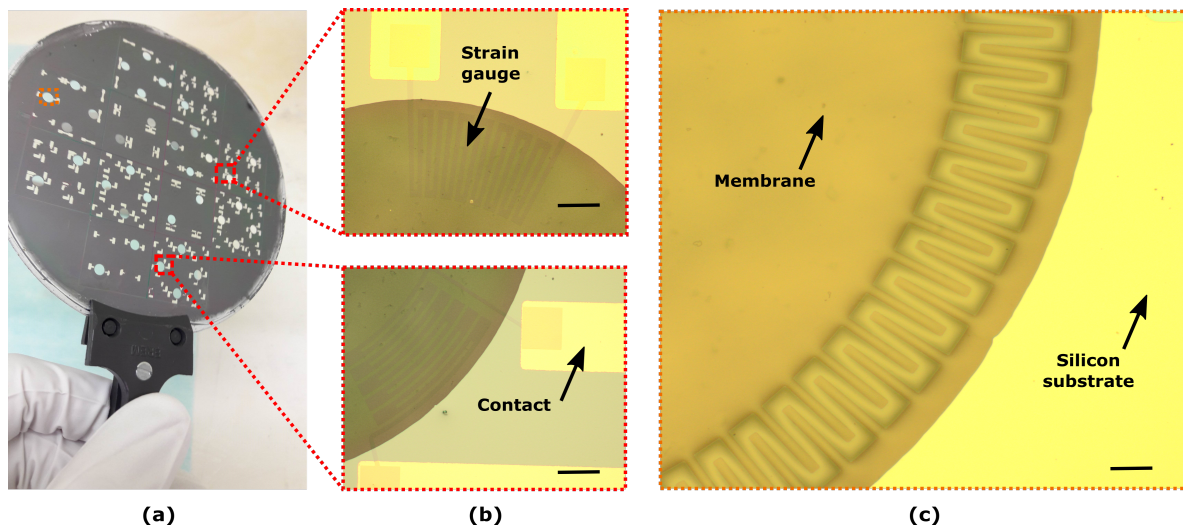 Strain
gauge
Contact
Membrane
Silicon
substrate
(a)
(b)
(c)